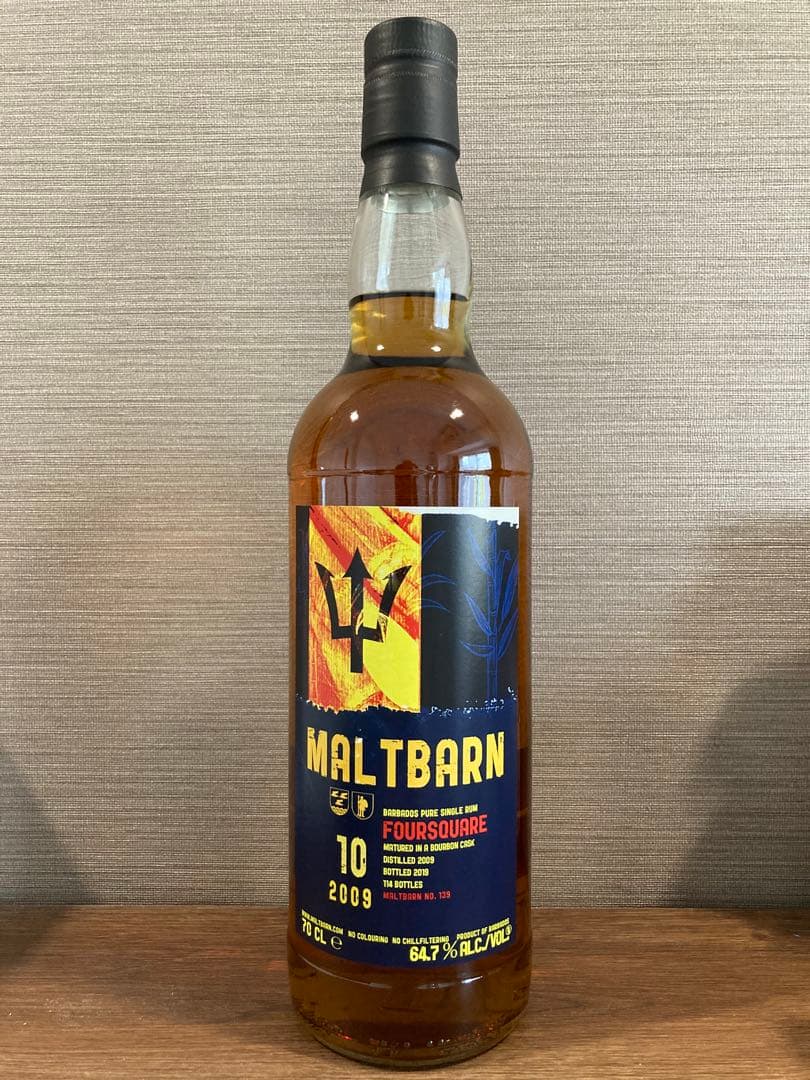 MALTBARN
10
2009
BARBADOS PURE SINGLE RUM
FOURSQUARE
MATURED IN A BOURBON CASK
DISTILLED 2009
BOTTLED 2019
114 BOTTLES
MALTBARN NO. 139
WWW.MALTBARN.COM NO COLOURING NO CHILLFILTERING PRODUCT OF BARBADOS
70 CL ℮ 64.7 % ALC./VOL.